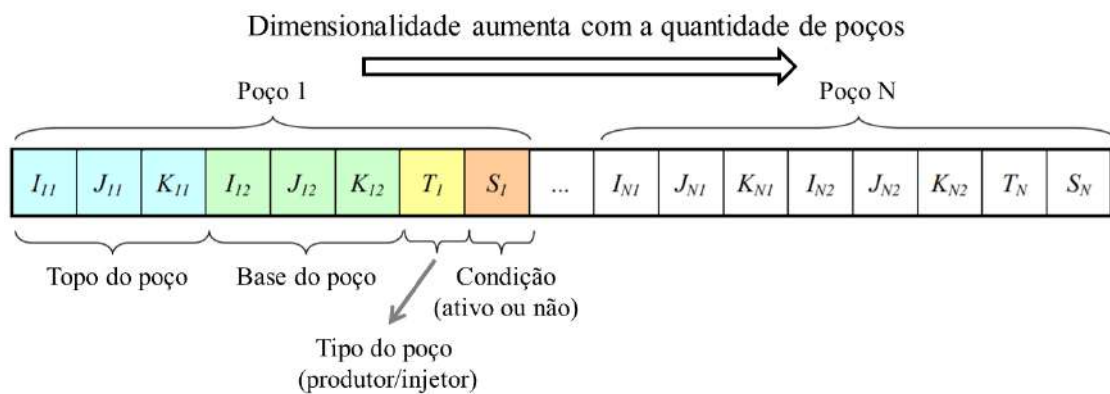 Dimensionalidade aumenta com a quantidade de poços
Poço 1
Poço N
I11 J11 K11 I12 J12 K12 T1 S1 ... IN1 JN1 KN1 IN2 JN2 KN2 TN SN
Topo do poço
Base do poço
Condição
(ativo ou não)
Tipo do poço
(produtor/injetor)